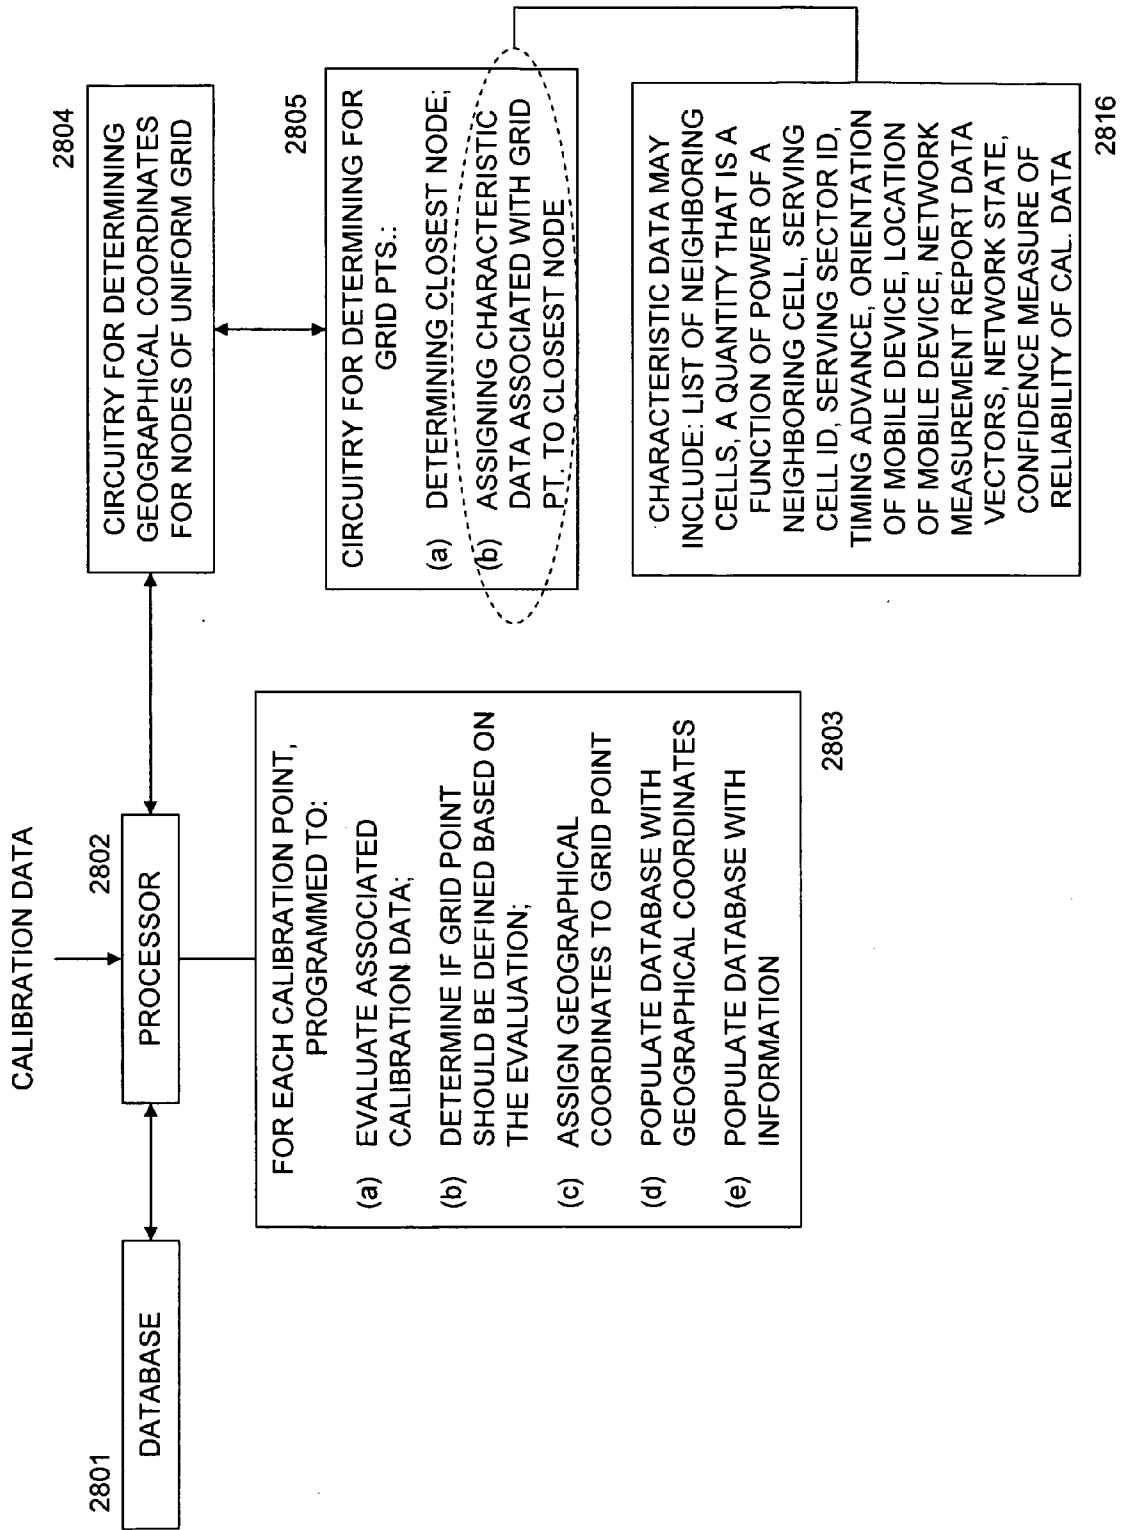 CALIBRATION DATA
2801
DATABASE
2802
PROCESSOR
2803
FOR EACH CALIBRATION POINT,
PROGRAMMED TO:
(a) EVALUATE ASSOCIATED
CALIBRATION DATA;
(b) DETERMINE IF GRID POINT
SHOULD BE DEFINED BASED ON
THE EVALUATION;
(c) ASSIGN GEOGRAPHICAL
COORDINATES TO GRID POINT
(d) POPULATE DATABASE WITH
GEOGRAPHICAL COORDINATES
(e) POPULATE DATABASE WITH
INFORMATION
2804
CIRCUITRY FOR DETERMINING
GEOGRAPHICAL COORDINATES
FOR NODES OF UNIFORM GRID
2805
CIRCUITRY FOR DETERMINING FOR
GRID PTS.:
(a) DETERMINING CLOSEST NODE;
(b) ASSIGNING CHARACTERISTIC
DATA ASSOCIATED WITH GRID
PT. TO CLOSEST NODE
CHARACTERISTIC DATA MAY
INCLUDE: LIST OF NEIGHBORING
CELLS, A QUANTITY THAT IS A
FUNCTION OF POWER OF A
NEIGHBORING CELL, SERVING
CELL ID, SERVING SECTOR ID,
TIMING ADVANCE, ORIENTATION
OF MOBILE DEVICE, LOCATION
OF MOBILE DEVICE, NETWORK
MEASUREMENT REPORT DATA
VECTORS, NETWORK STATE,
CONFIDENCE MEASURE OF
RELIABILITY OF CAL. DATA
2816